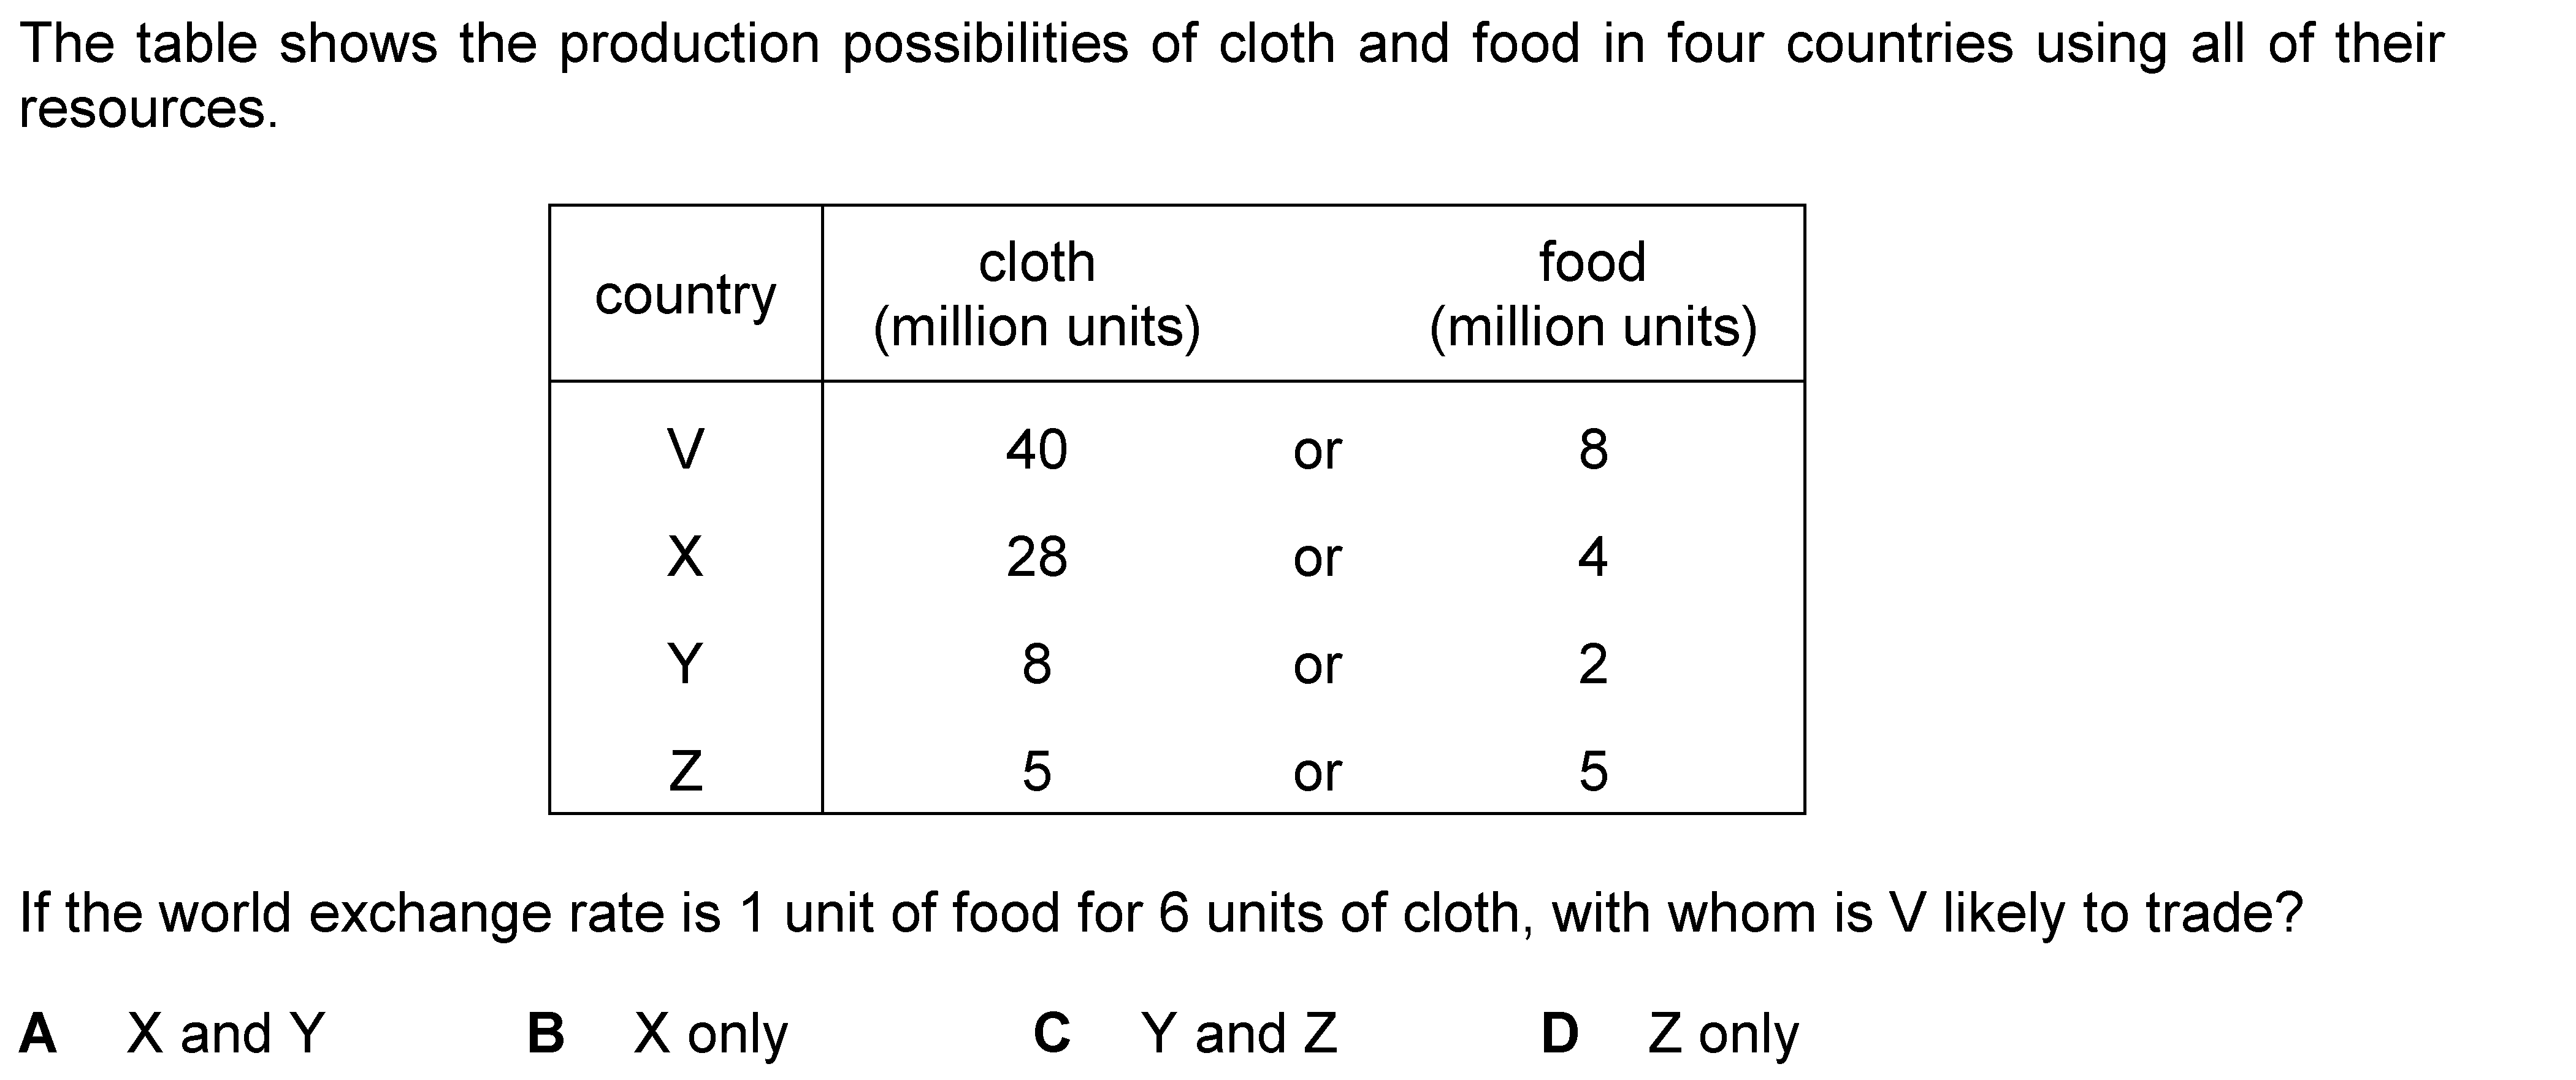 The table shows the production possibilities of cloth and food in four countries using all of their
resources.
country
cloth
(million units)
food
(million units)
V 40 or 8
X 28 or 4
Y 8 or 2
Z 5 or 5
If the world exchange rate is 1 unit of food for 6 units of cloth, with whom is V likely to trade?
A X and Y B X only C Y and Z D Z only